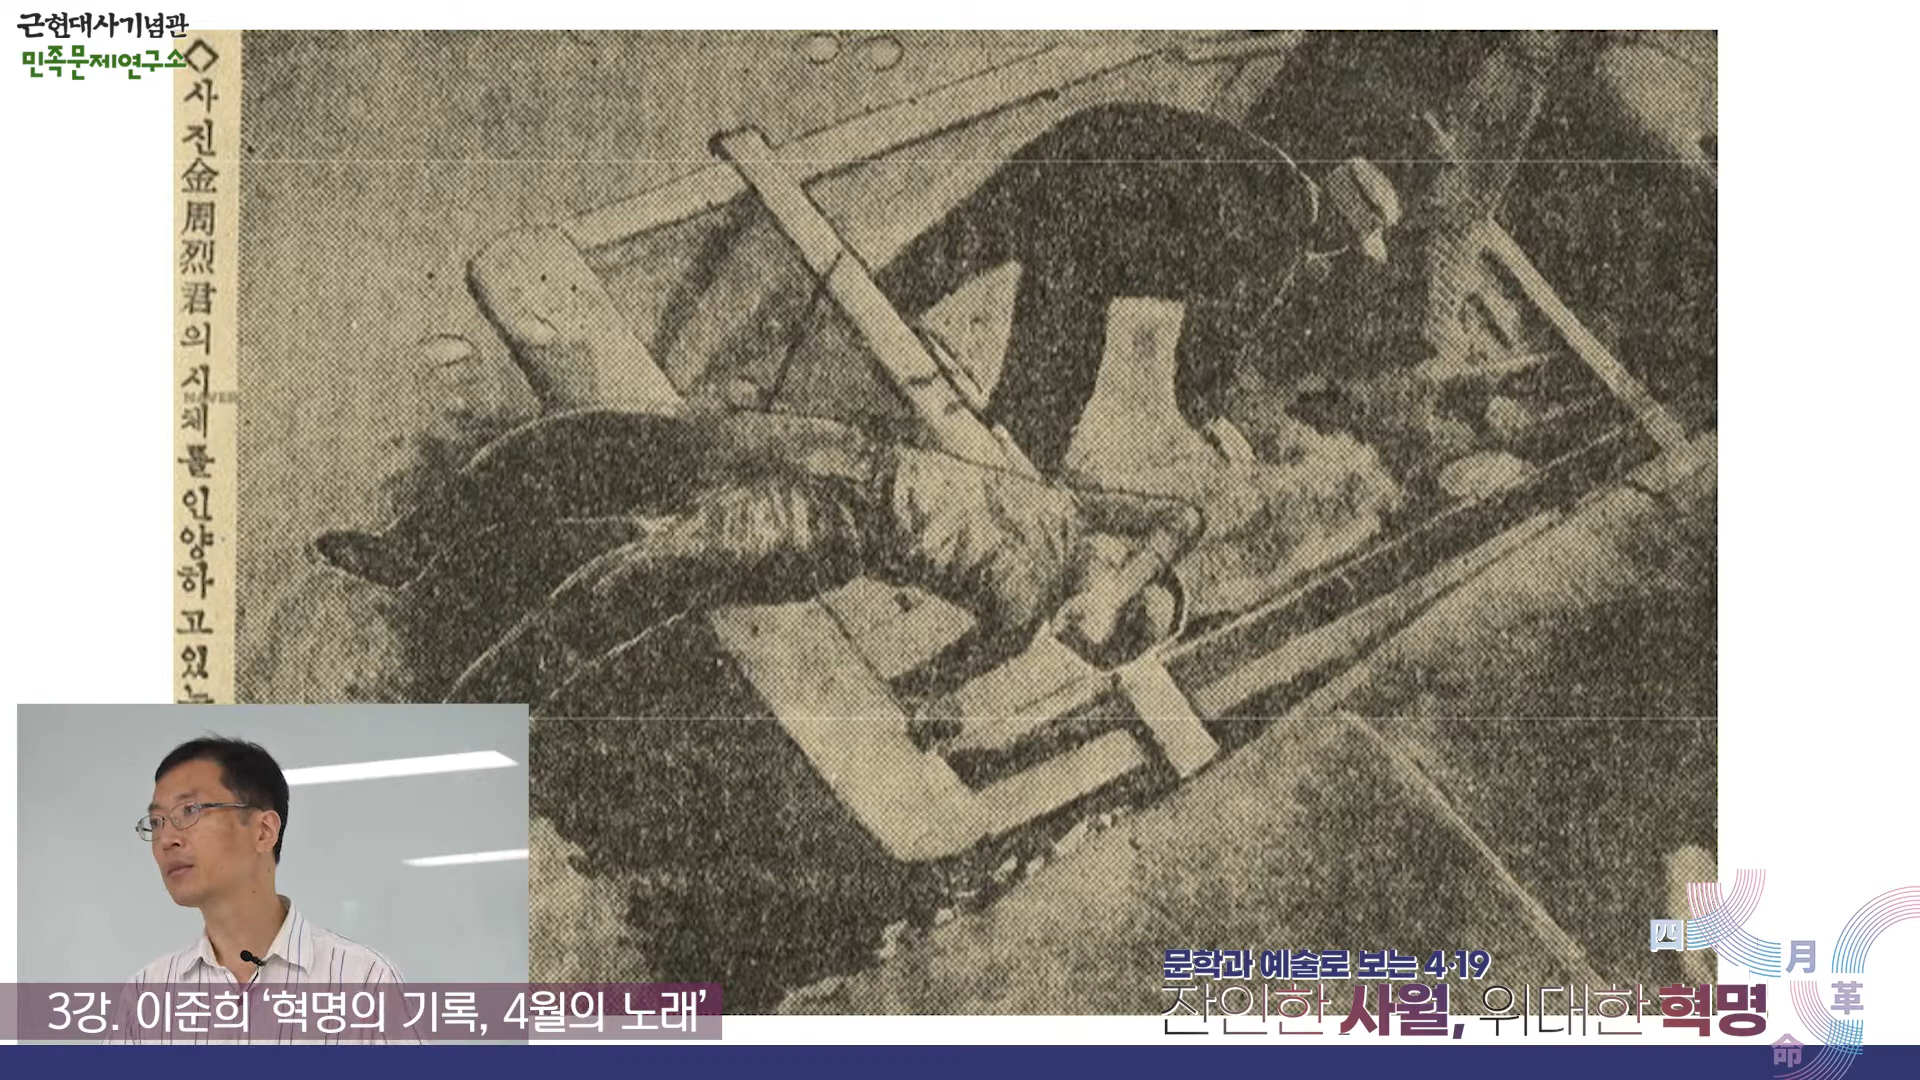 근현대사기념관
민족문제연구소
◇사진金周烈君의 시체를 인양하고 있는
NAVER
3강. 이준희 ‘혁명의 기록, 4월의 노래’
문학과 예술로 보는 4·19
잔인한 사월, 위대한 혁명
四月革命